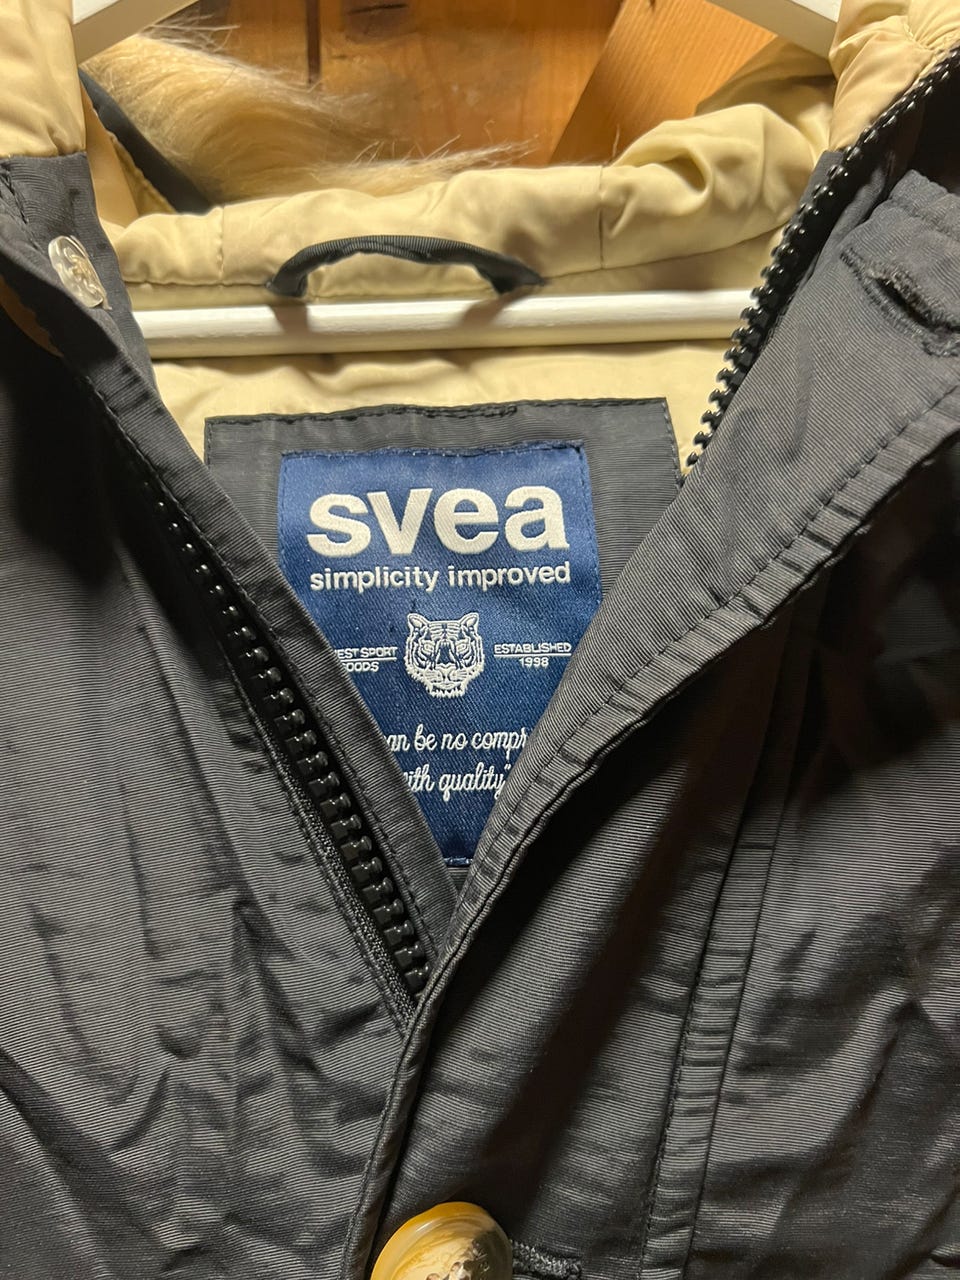 svea
simplicity improved
SPORT
ESTABLISHED
1998
be no
quality"